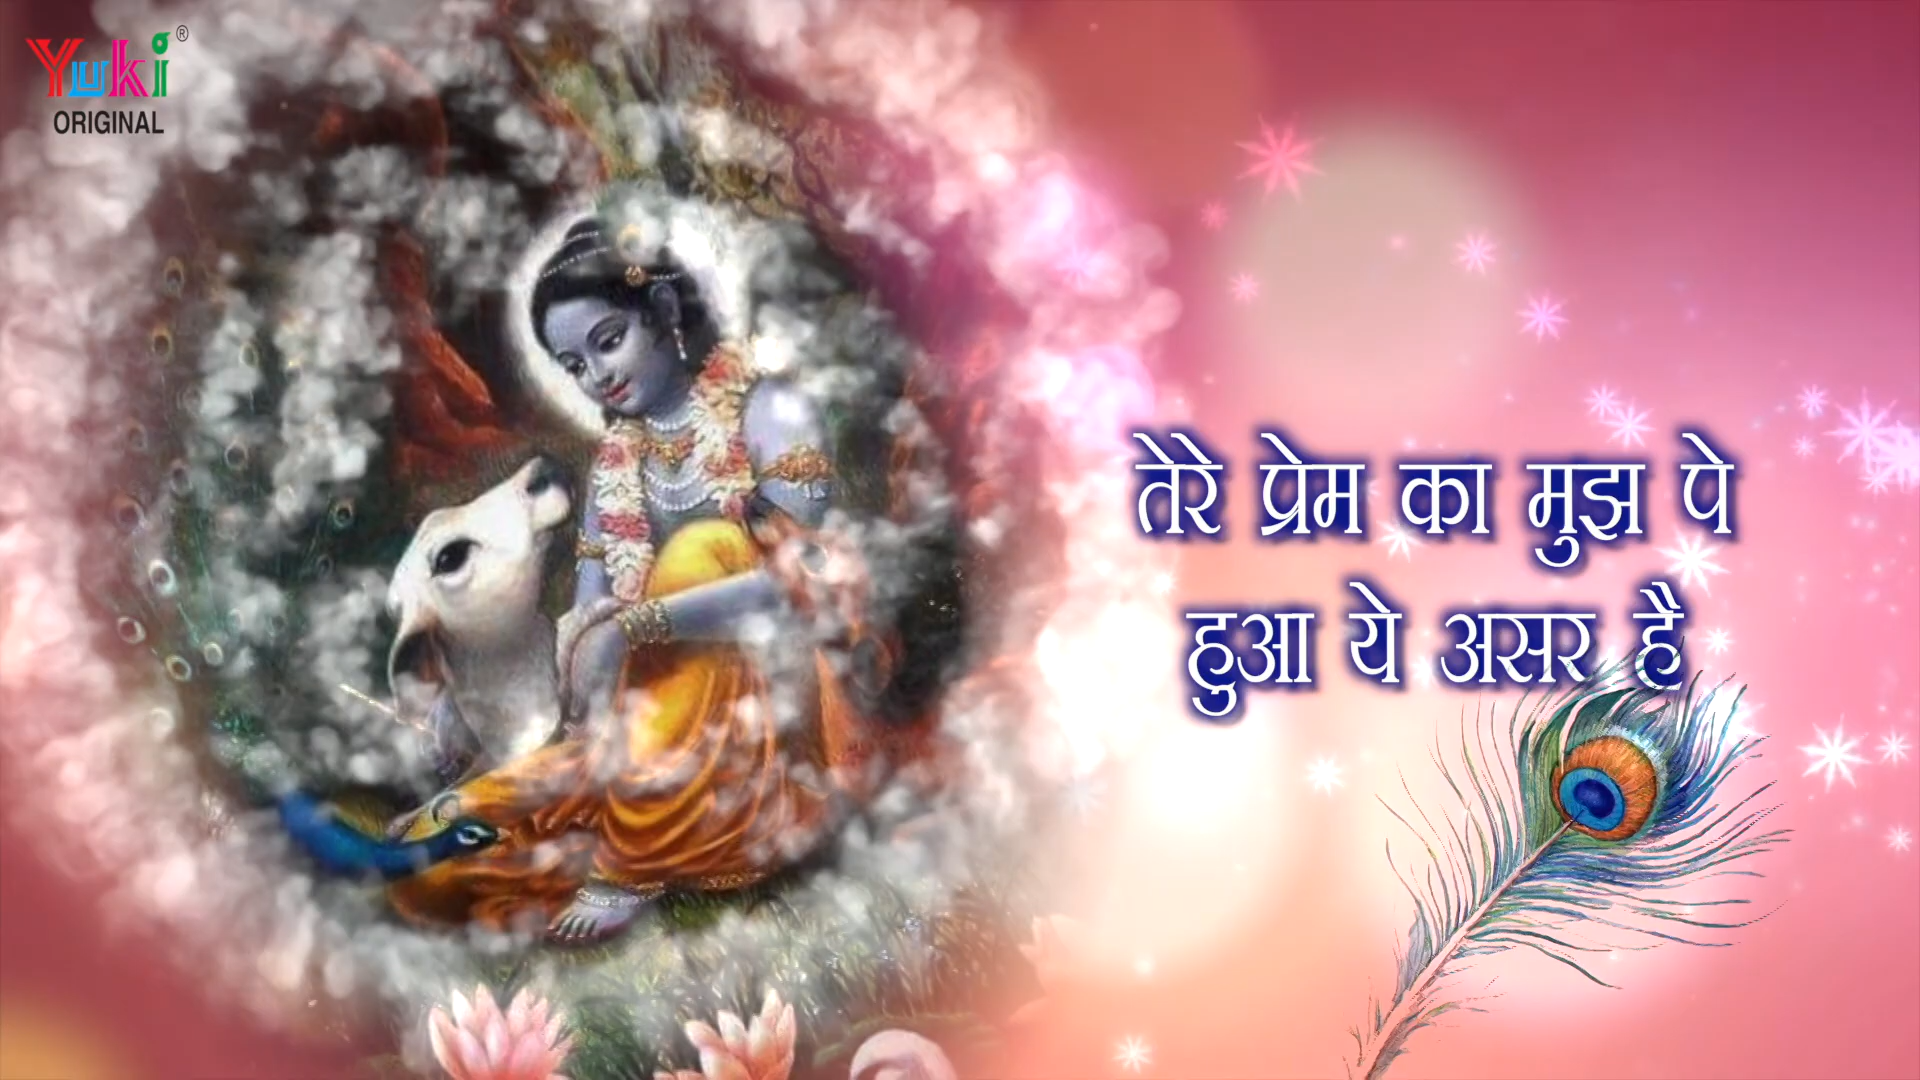 Yuki®
ORIGINAL
तेरे प्रेम का मुझ पे
हुआ ये असर है